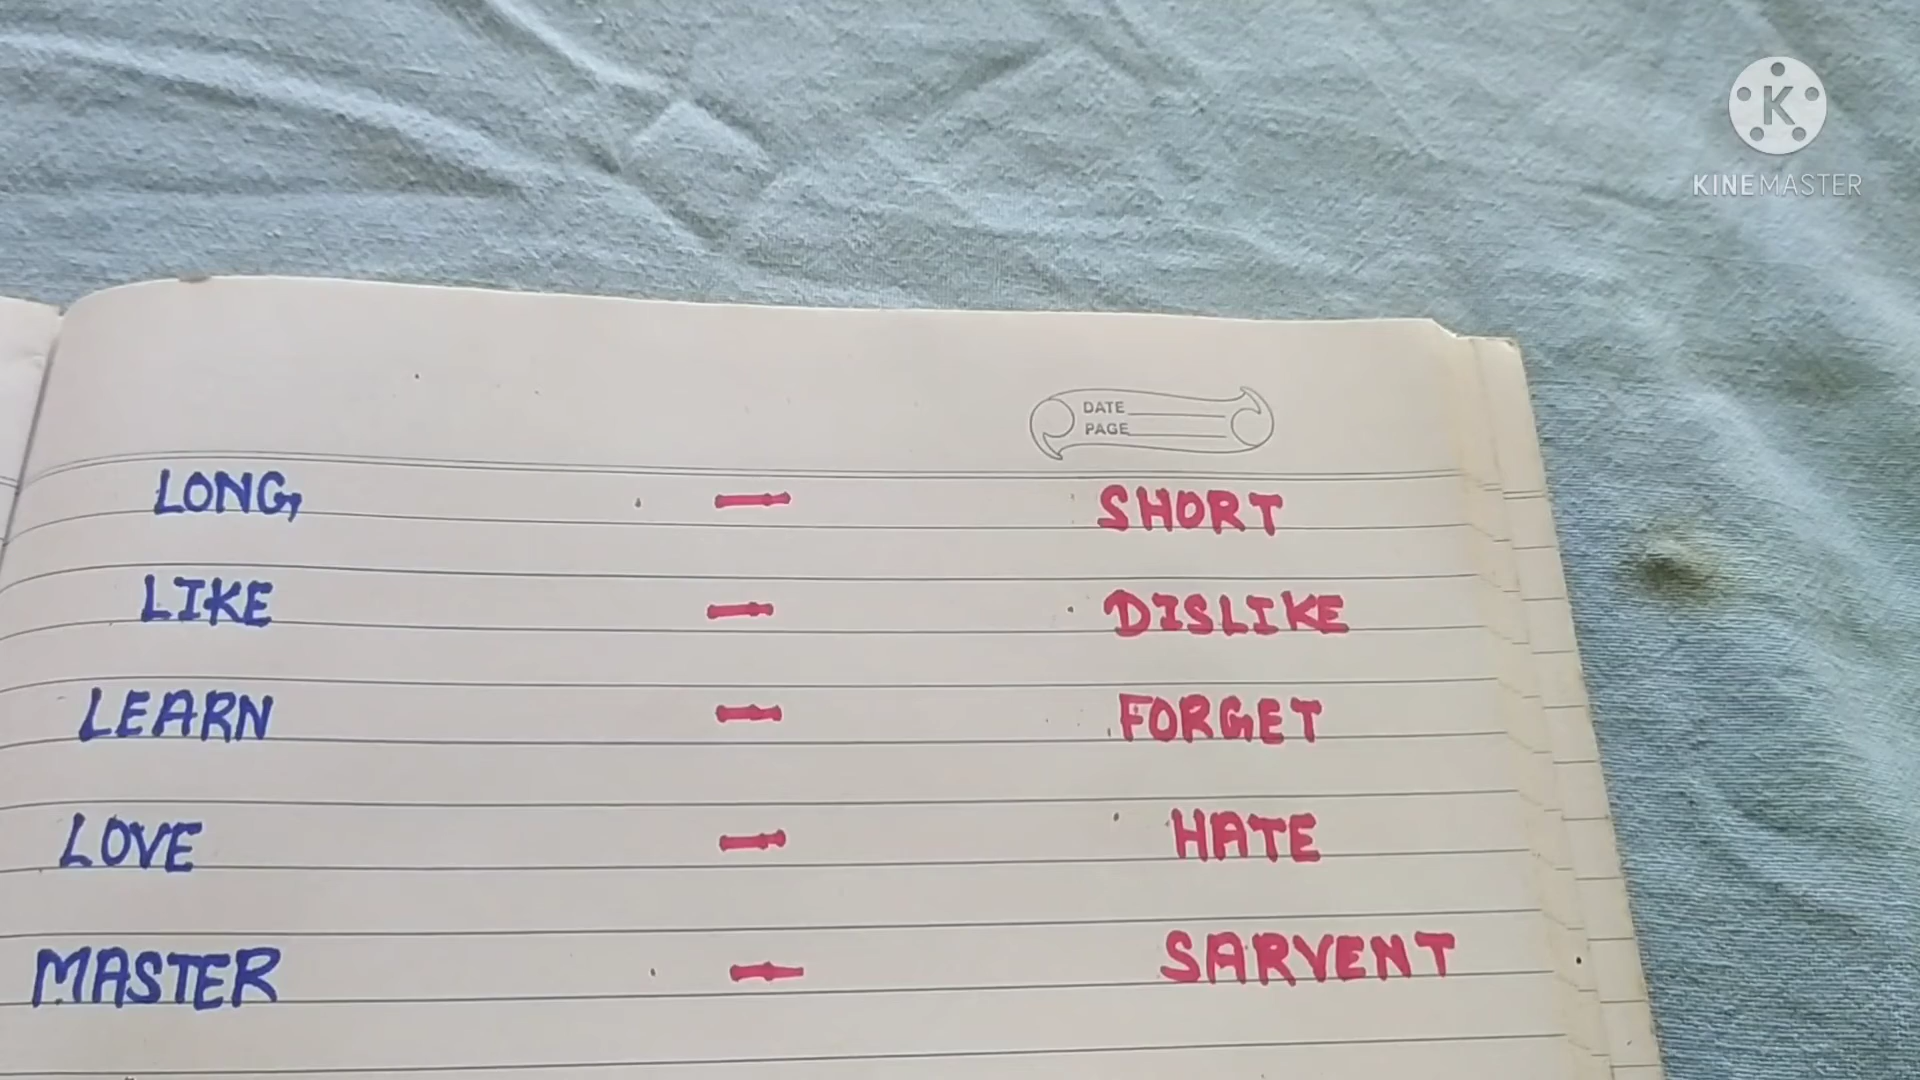 KINEMASTER
DATE
PAGE
LONG, — SHORT
LIKE — DISLIKE
LEARN — FORGET
LOVE — HATE
MASTER — SARVENT